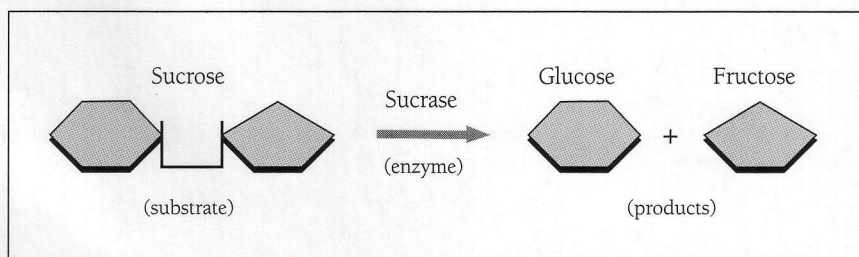 Sucrose
Sucrase
(enzyme)
(substrate)
Glucose
+
Fructose
(products)